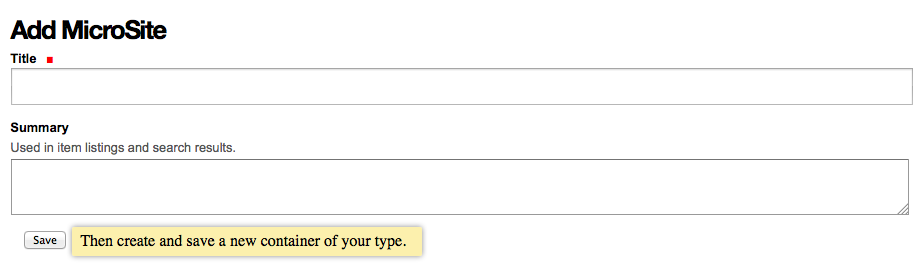 Add MicroSite
Title
Summary
Used in item listings and search results.
Save Then create and save a new container of your type.